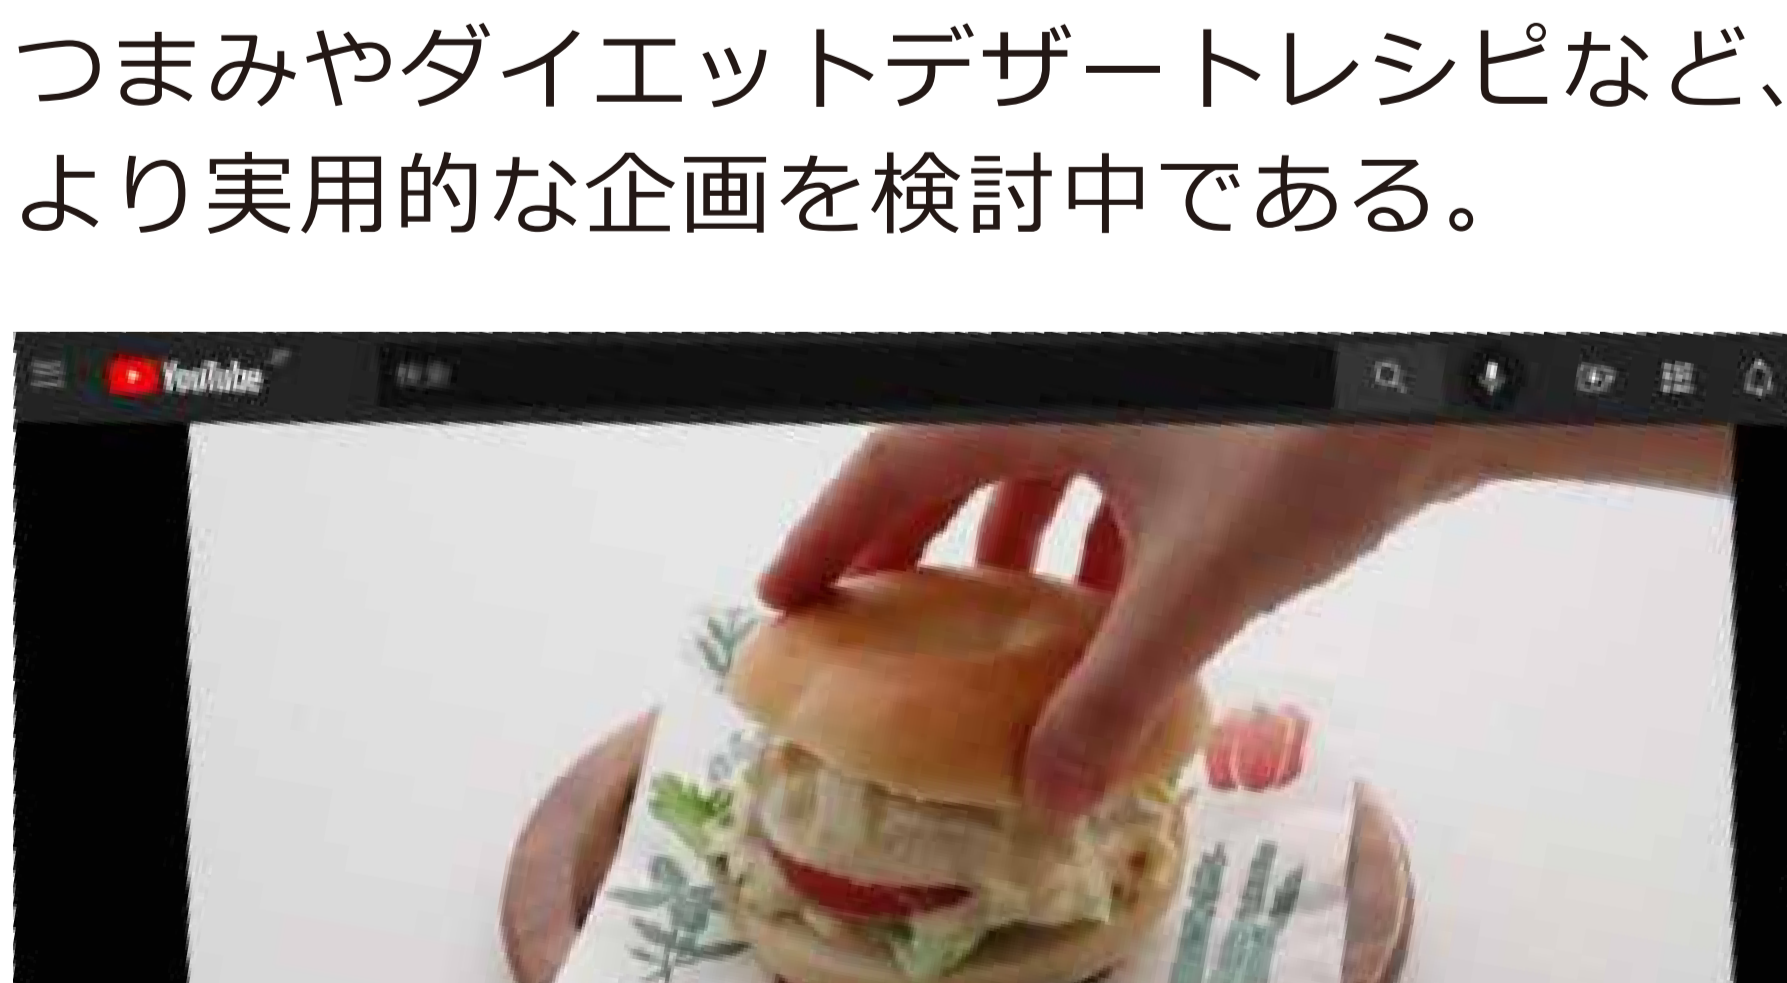 つまみやダイエットデザートレシピなど、
より実用的な企画を検討中である。
YouTube